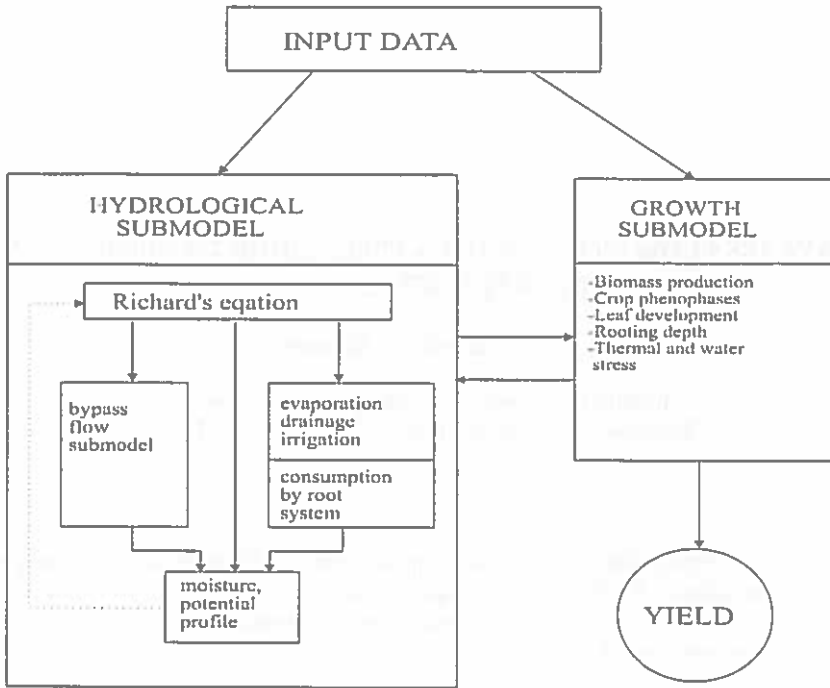 INPUT DATA
HYDROLOGICAL
SUBMODEL
Richard's eqation
bypass
flow
submodel
evaporation
drainage
irrigation
consumption
by root
system
moisture,
potential
profile
GROWTH
SUBMODEL
-Biomass production
-Crop phenophases
-Leaf development
-Rooting depth
-Thermal and water
stress
YIELD